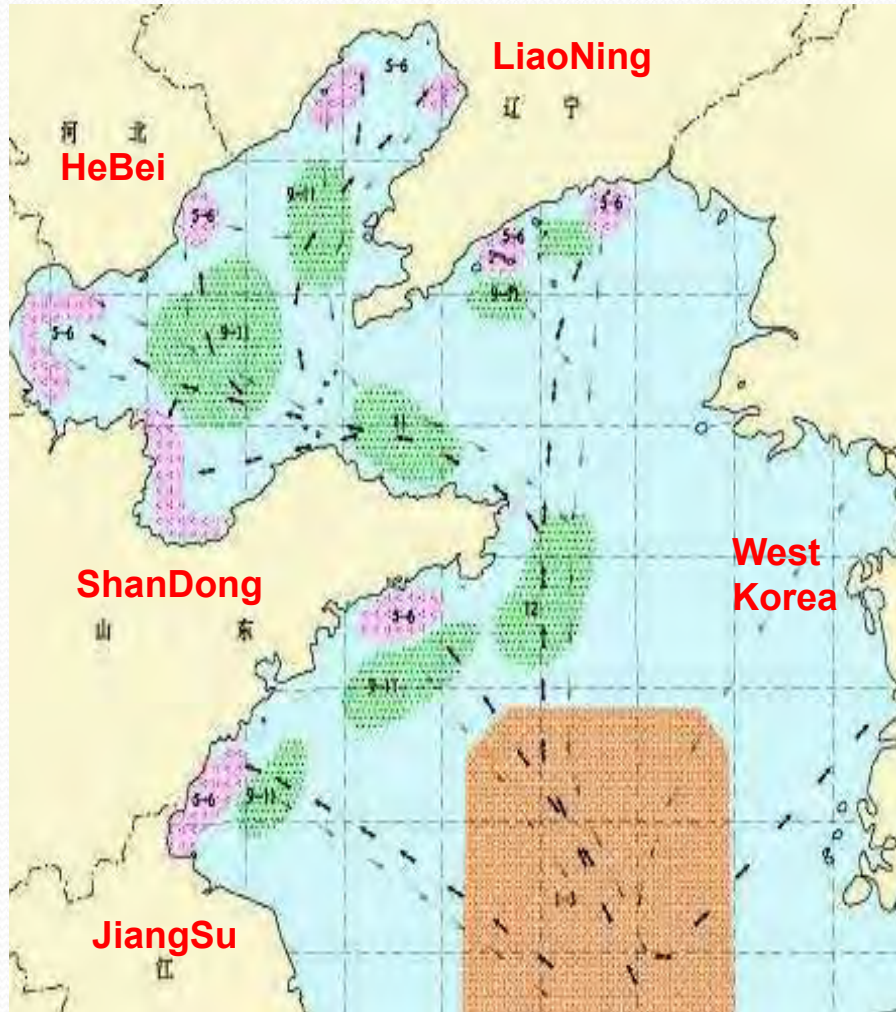 5-6
LiaoNing
辽 宁
河 北
HeBei
9-11
5-6
5-6
5-6
9-11
5-6
9-11
11
West
Korea
ShanDong
山 东
5-6
12
9-11
5-6
9-11
1-3
JiangSu
江